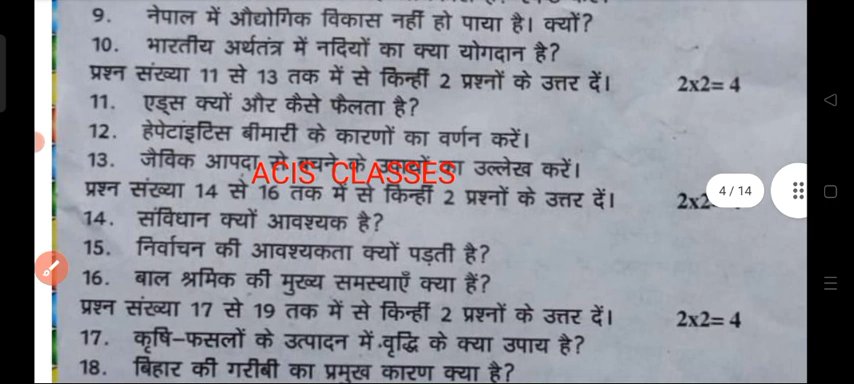 9. नेपाल में औद्योगिक विकास नहीं हो पाया है। क्यों?
10. भारतीय अर्थतंत्र में नदियों का क्या योगदान है?
प्रश्न संख्या 11 से 13 तक में से किन्हीं 2 प्रश्नों के उत्तर दें। 2x2= 4
11. एड्स क्यों और कैसे फैलता है?
12. हेपेटाइटिस बीमारी के कारणों का वर्णन करें।
13. जैविक आपदा से बचने के उपायों का उल्लेख करें।
ACIS CLASSES
प्रश्न संख्या 14 से 16 तक में से किन्हीं 2 प्रश्नों के उत्तर दें। 2x2
4 / 14
14. संविधान क्यों आवश्यक है?
15. निर्वाचन की आवश्यकता क्यों पड़ती है?
16. बाल श्रमिक की मुख्य समस्याएँ क्या हैं?
प्रश्न संख्या 17 से 19 तक में से किन्हीं 2 प्रश्नों के उत्तर दें। 2x2= 4
17. कृषि-फसलों के उत्पादन में वृद्धि के क्या उपाय है?
18. बिहार की गरीबी का प्रमुख कारण क्या है?